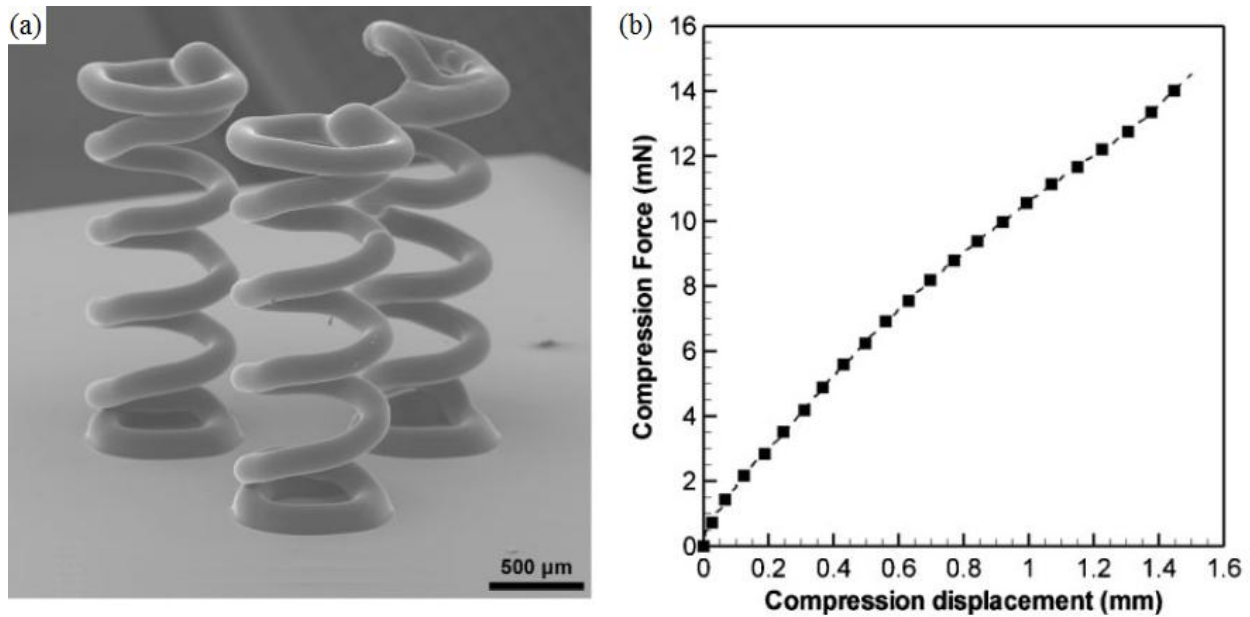 (a)
500 μm
(b)
Compression Force (mN)
16
14
12
10
8
6
4
2
0
0 0.2 0.4 0.6 0.8 1 1.2 1.4 1.6
Compression displacement (mm)